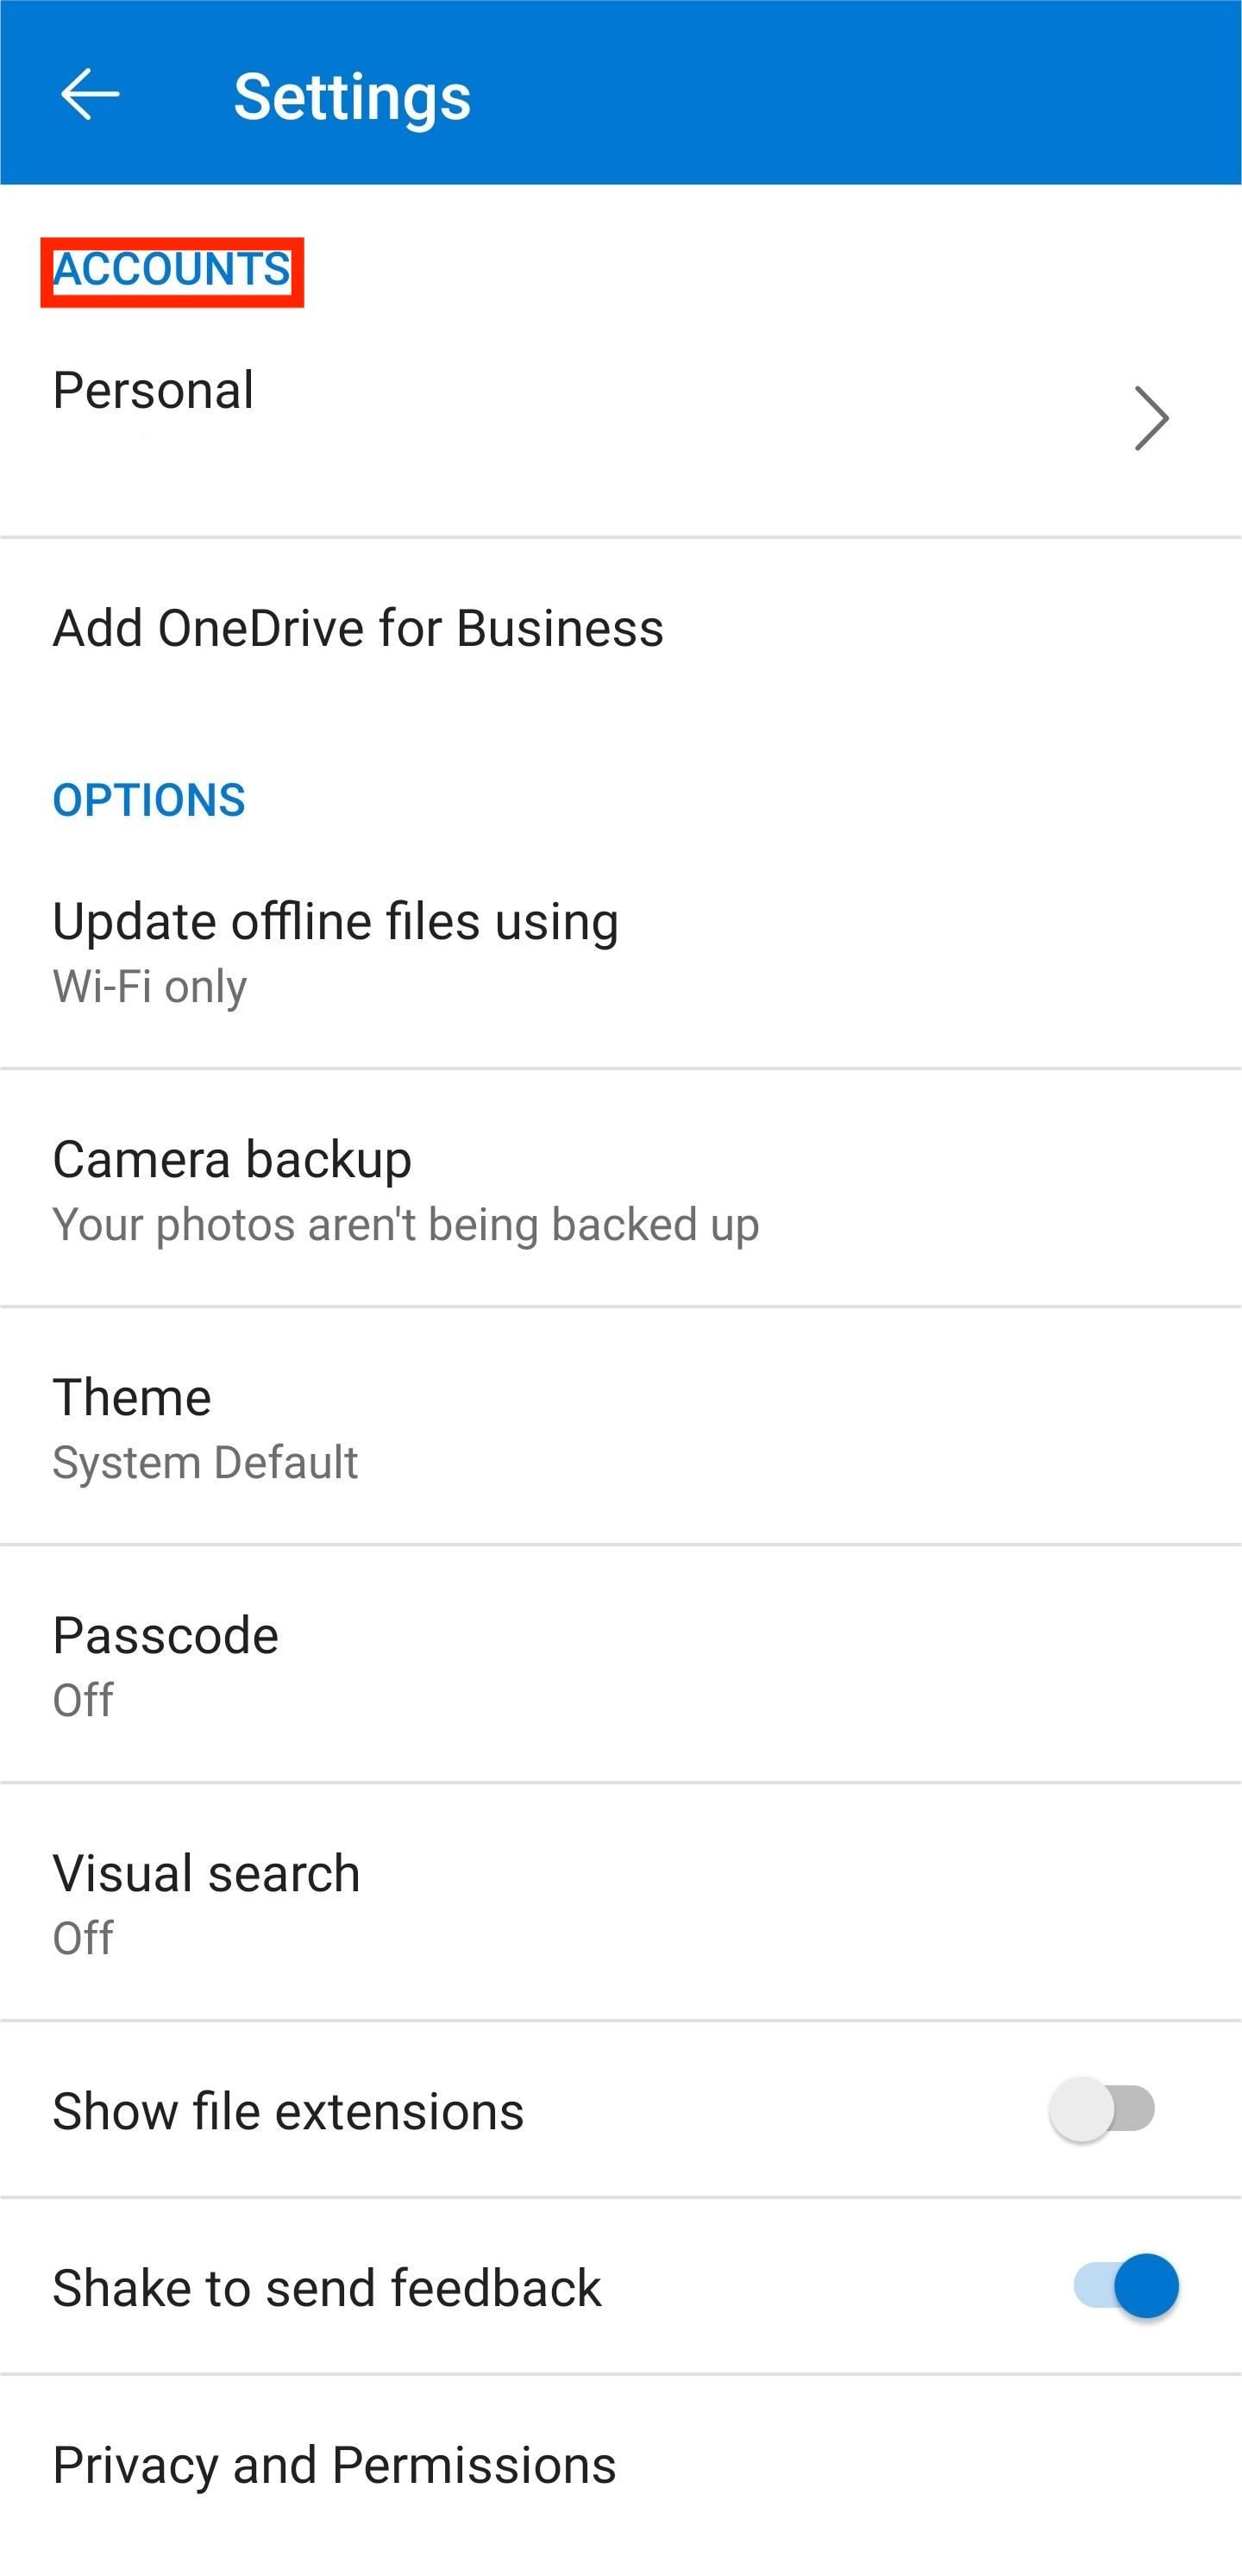 Settings
ACCOUNTS
Personal
Add OneDrive for Business
OPTIONS
Update offline files using
Wi-Fi only
Camera backup
Your photos aren't being backed up
Theme
System Default
Passcode
Off
Visual search
Off
Show file extensions
Shake to send feedback
Privacy and Permissions